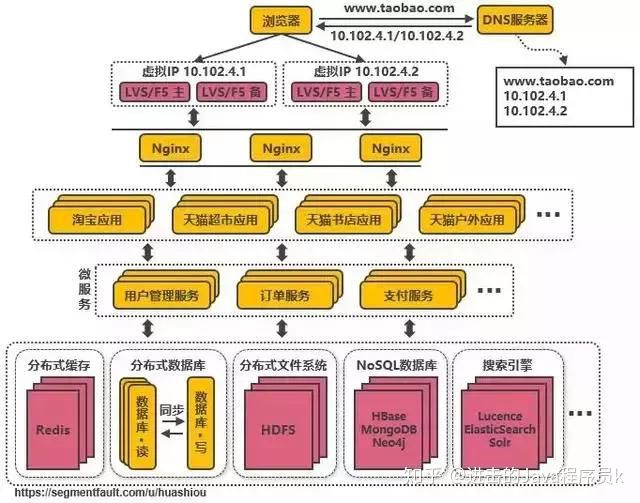 www.taobao.com
浏览器
DNS服务器
10.102.4.1/10.102.4.2
虚拟IP 10.102.4.1
虚拟IP 10.102.4.2
LVS/F5 主
LVS/F5 备
LVS/F5 主
LVS/F5 备
www.taobao.com
10.102.4.1
10.102.4.2
Nginx
Nginx
Nginx
淘宝应用
天猫超市应用
天猫书店应用
天猫户外应用
...
微服务
用户管理服务
订单服务
支付服务
...
分布式缓存
分布式数据库
分布式文件系统
NoSQL数据库
搜索引擎
Redis
数据库·读
同步
数据库·写
HDFS
HBase
MongoDB
Neo4j
Lucence
ElasticSearch
Solr
...
知乎 @进击的Java程序员k
https://segmentfault.com/u/huashiou